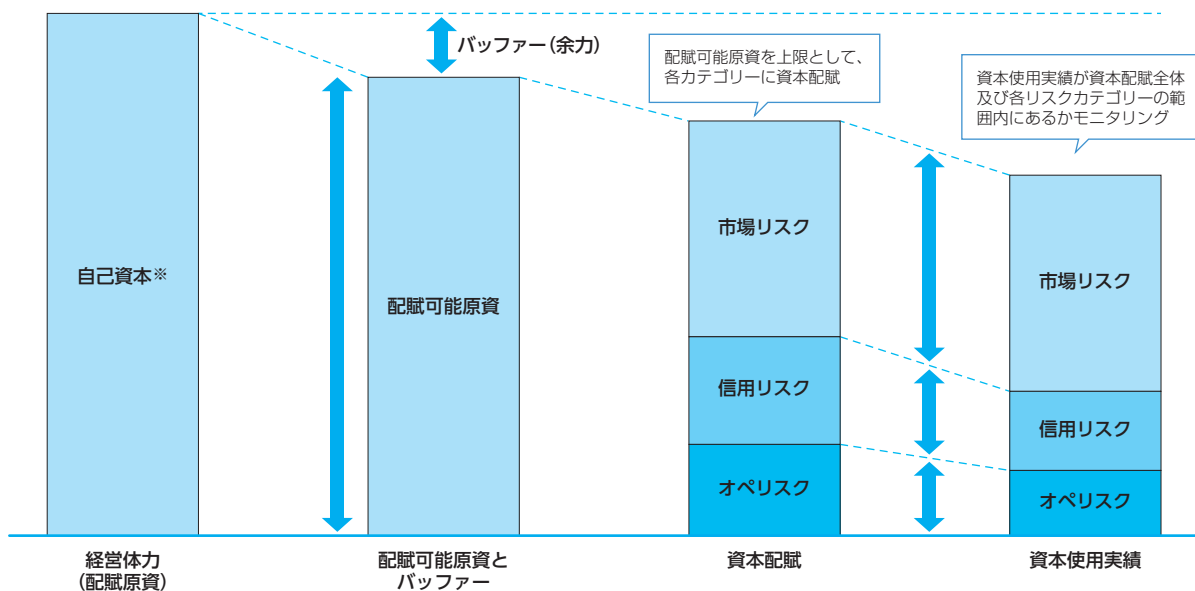 バッファー（余力）
配賦可能原資を上限として、
各カテゴリーに資本配賦
資本使用実績が資本配賦全体
及び各リスクカテゴリーの範
囲内にあるかモニタリング
自己資本※
配賦可能原資
市場リスク
信用リスク
オペリスク
市場リスク
信用リスク
オペリスク
経営体力
（配賦原資）
配賦可能原資と
バッファー
資本配賦
資本使用実績